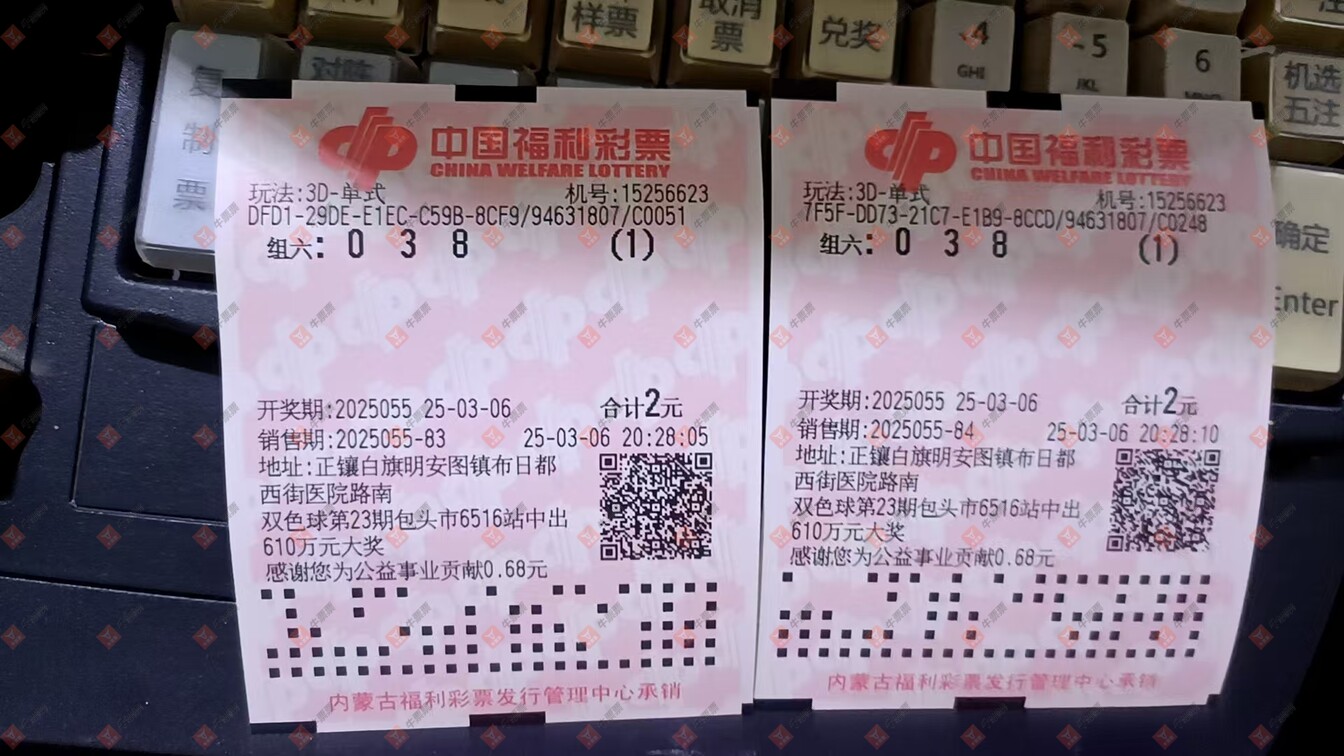 样票
取消
票
兑奖
4
GHI
5
JKL
6
机选
五注
复
制
票
对阵
确定
Enter
中国福利彩票
CHINA WELFARE LOTTERY
玩法:3D-单式 机号:15256623
DFD1-29DE-E1EC-C59B-8CF9/94631807/C0051
组六: 0 3 8 (1)
开奖期:2025055 25-03-06 合计2元
销售期:2025055-83 25-03-06 20:28:05
地址:正镶白旗明安图镇布日都
西街医院路南
双色球第23期包头市6516站中出
610万元大奖
感谢您为公益事业贡献0.68元
内蒙古福利彩票发行管理中心承销
中国福利彩票
CHINA WELFARE LOTTERY
玩法:3D-单式 机号:15256623
7F5F-DD73-21C7-E1B9-8CCD/94631807/C0248
组六: 0 3 8 (1)
开奖期:2025055 25-03-06 合计2元
销售期:2025055-84 25-03-06 20:28:10
地址:正镶白旗明安图镇布日都
西街医院路南
双色球第23期包头市6516站中出
610万元大奖
感谢您为公益事业贡献0.68元
内蒙古福利彩票发行管理中心承销